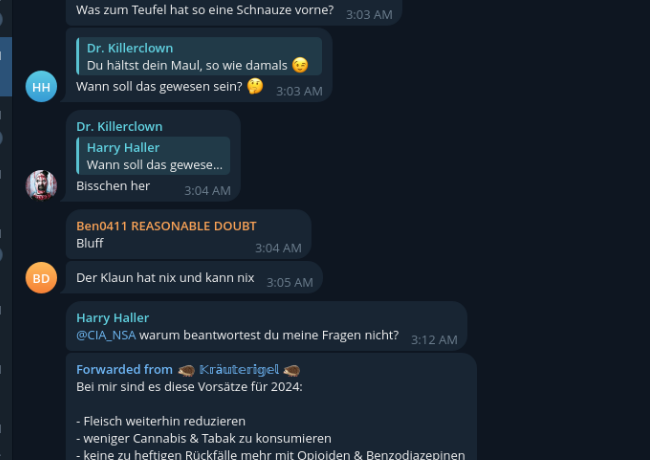 Was zum Teufel hat so eine Schnauze vorne?
3:03 AM
Dr. Killerclown
Du hältst dein Maul, so wie damals 😉
Wann soll das gewesen sein? 🤔
3:03 AM
HH
Dr. Killerclown
Harry Haller
Wann soll das gewese...
Bisschen her
3:04 AM
Ben0411 REASONABLE DOUBT
Bluff
3:04 AM
Der Klaun hat nix und kann nix
3:05 AM
BD
Harry Haller
@CIA_NSA warum beantwortest du meine Fragen nicht?
3:12 AM
Forwarded from 🦔 𝕂𝕣ä𝕦𝕥𝕖𝕣𝕚𝕘𝕖𝕝 🦔
Bei mir sind es diese Vorsätze für 2024:
- Fleisch weiterhin reduzieren
- weniger Cannabis & Tabak zu konsumieren
- keine zu heftigen Rückfälle mehr mit Opioiden & Benzodiazepinen